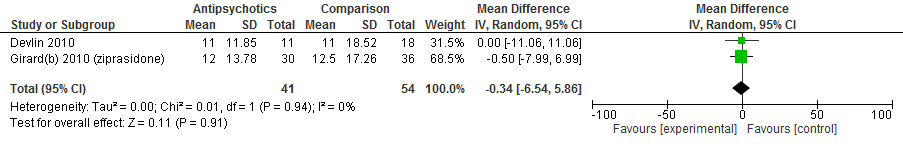 Antipsychotics Comparison Mean Difference Mean Difference
Study or Subgroup Mean SD Total Mean SD Total Weight IV, Random, 95% CI IV, Random, 95% CI
Devlin 2010 11 11.85 11 11 18.52 18 31.5% 0.00 [-11.06, 11.06]
Girard(b) 2010 (ziprasidone) 12 13.78 30 12.5 17.26 36 68.5% -0.50 [-7.99, 6.99]
Total (95% CI) 41 54 100.0% -0.34 [-6.54, 5.86]
Heterogeneity: Tau² = 0.00; Chi² = 0.01, df = 1 (P = 0.94); I² = 0%
Test for overall effect: Z = 0.11 (P = 0.91)
-100 -50 0 50 100
Favours [experimental] Favours [control]